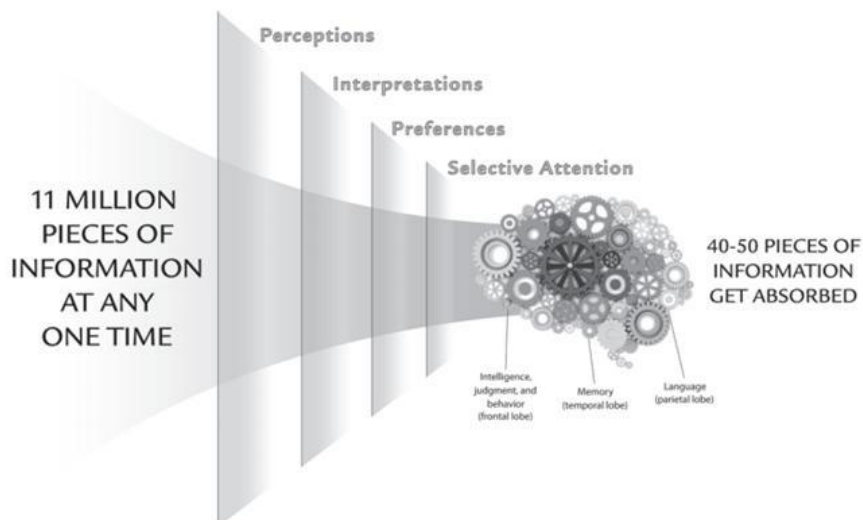 Perceptions
Interpretations
Preferences
Selective Attention
11 MILLION
PIECES OF
INFORMATION
AT ANY
ONE TIME
40-50 PIECES OF
INFORMATION
GET ABSORBED
Intelligence,
judgment, and
behavior
(frontal lobe)
Memory
(temporal lobe)
Language
(parietal lobe)